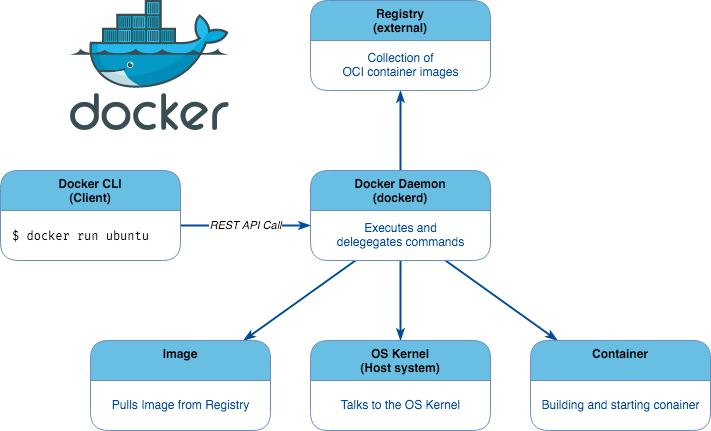 docker
Registry
(external)
Collection of
OCI container images
Docker CLI
(Client)
$ docker run ubuntu
REST API Call
Docker Daemon
(dockerd)
Executes and
delegegates commands
Image
Pulls Image from Registry
OS Kernel
(Host system)
Talks to the OS Kernel
Container
Building and starting conainer